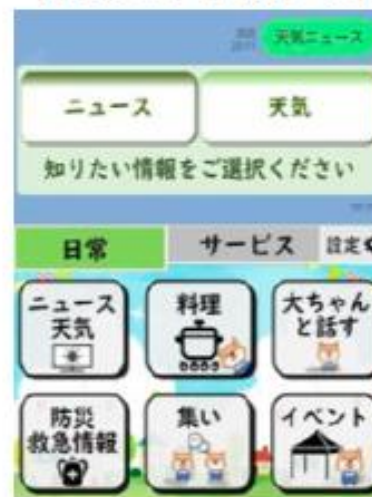 天気ニュース
ニュース
天気
知りたい情報をご選択ください
日常
サービス
設定
ニュース
天気
料理
大ちゃん
と話す
防災
救急情報
集い
イベント